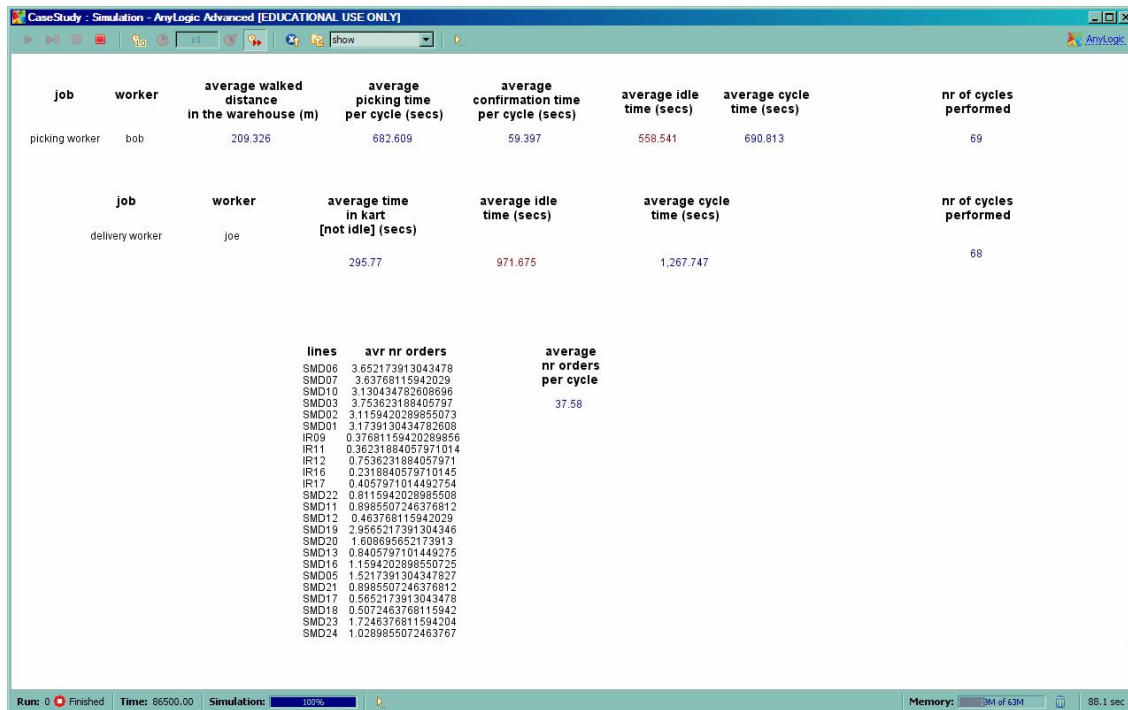 CaseStudy : Simulation - AnyLogic Advanced [EDUCATIONAL USE ONLY]
x1 show AnyLogic
job worker average walked distance in the warehouse (m) average picking time per cycle (secs) average confirmation time per cycle (secs) average idle time (secs) average cycle time (secs) nr of cycles performed
picking worker bob 209.326 682.609 59.397 558.541 690.813 69
job worker average time in kart [not idle] (secs) average idle time (secs) average cycle time (secs) nr of cycles performed
delivery worker joe 295.77 971.675 1,267.747 68
lines avr nr orders average nr orders per cycle
37.58
SMD06 3.652173913043478
SMD07 3.63768115942029
SMD10 3.130434782608696
SMD03 3.753623188405797
SMD02 3.1159420289855073
SMD01 3.1739130434782608
IR09 0.37681159420289856
IR11 0.36231884057971014
IR12 0.7536231884057971
IR16 0.2318840579710145
IR17 0.4057971014492754
SMD22 0.8115942028985508
SMD11 0.8985507246376812
SMD12 0.463768115942029
SMD19 2.9565217391304346
SMD20 1.608695652173913
SMD13 0.8405797101449275
SMD16 1.1594202898550725
SMD05 1.5217391304347827
SMD21 0.8985507246376812
SMD17 0.5652173913043478
SMD18 0.5072463768115942
SMD23 1.7246376811594204
SMD24 1.0289855072463767
Run: 0 Finished Time: 86500.00 Simulation: 100% Memory: of 63M 88.1 sec